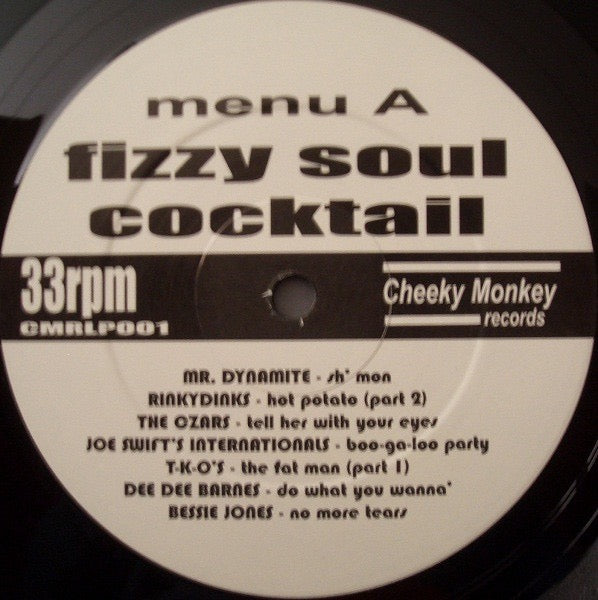 menu A
fizzy soul
cocktail
33rpm
CMRLP001
Cheeky Monkey
records
MR. DYNAMITE - sh' mon
RINKYDINKS - hot potato (part 2)
THE CZARS - tell her with your eyes
JOE SWIFT'S INTERNATIONALS - boo-ga-loo party
T-K-O'S - the fat man (part 1)
DEE DEE BARNES - do what you wanna'
BESSIE JONES - no more tears